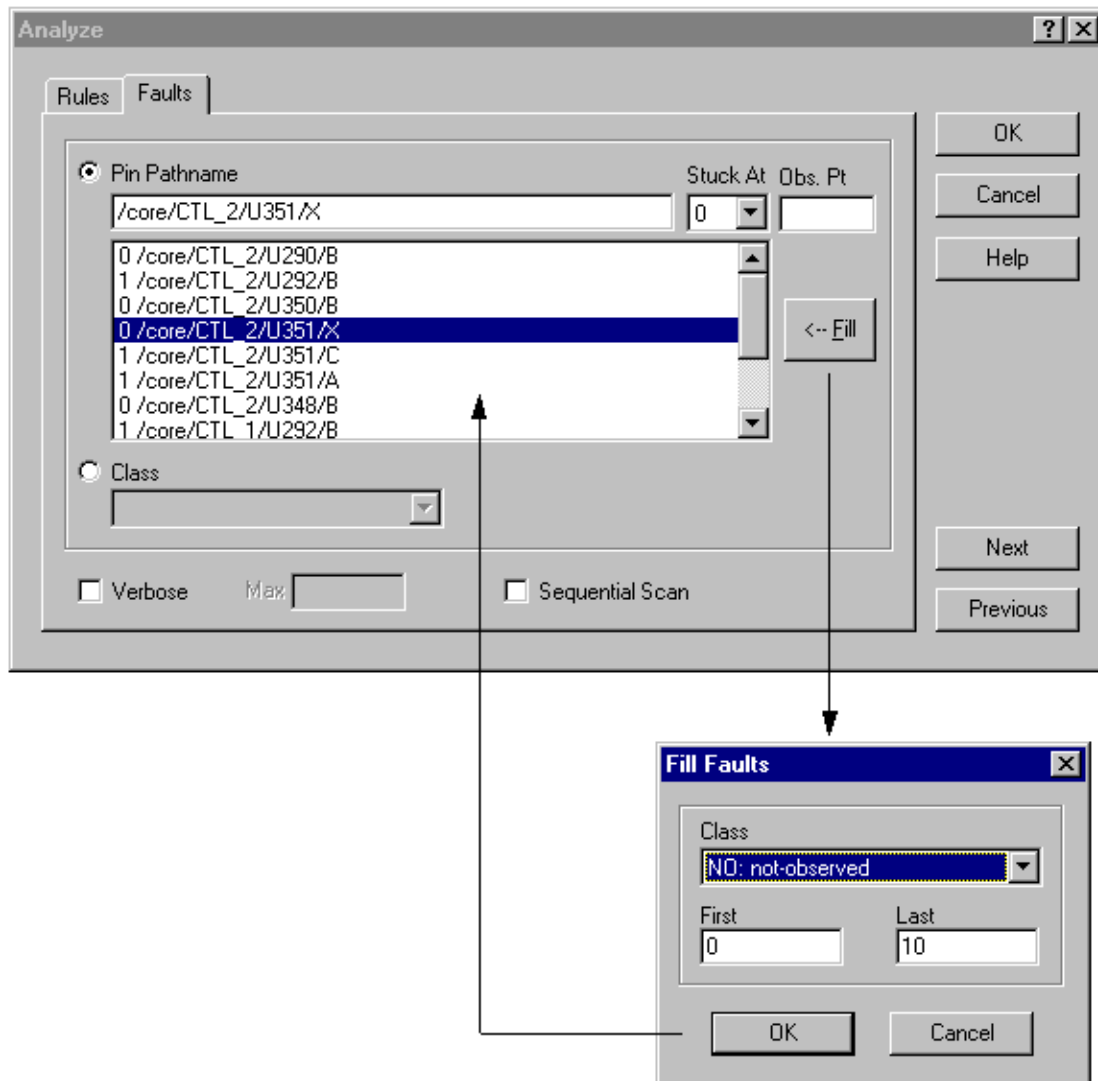 Analyze
Rules Faults
OK
Cancel
Help
Pin Pathname Stuck At Obs. Pt
/core/CTL_2/U351/X 0
0 /core/CTL_2/U290/B
1 /core/CTL_2/U292/B
0 /core/CTL_2/U350/B
0 /core/CTL_2/U351/X
1 /core/CTL_2/U351/C
1 /core/CTL_2/U351/A
0 /core/CTL_2/U348/B
1 /core/CTL_1/U292/B
<-- Fill
Class
Verbose Max Sequential Scan
Next
Previous
Fill Faults
Class
NO: not-observed
First Last
0 10
OK Cancel